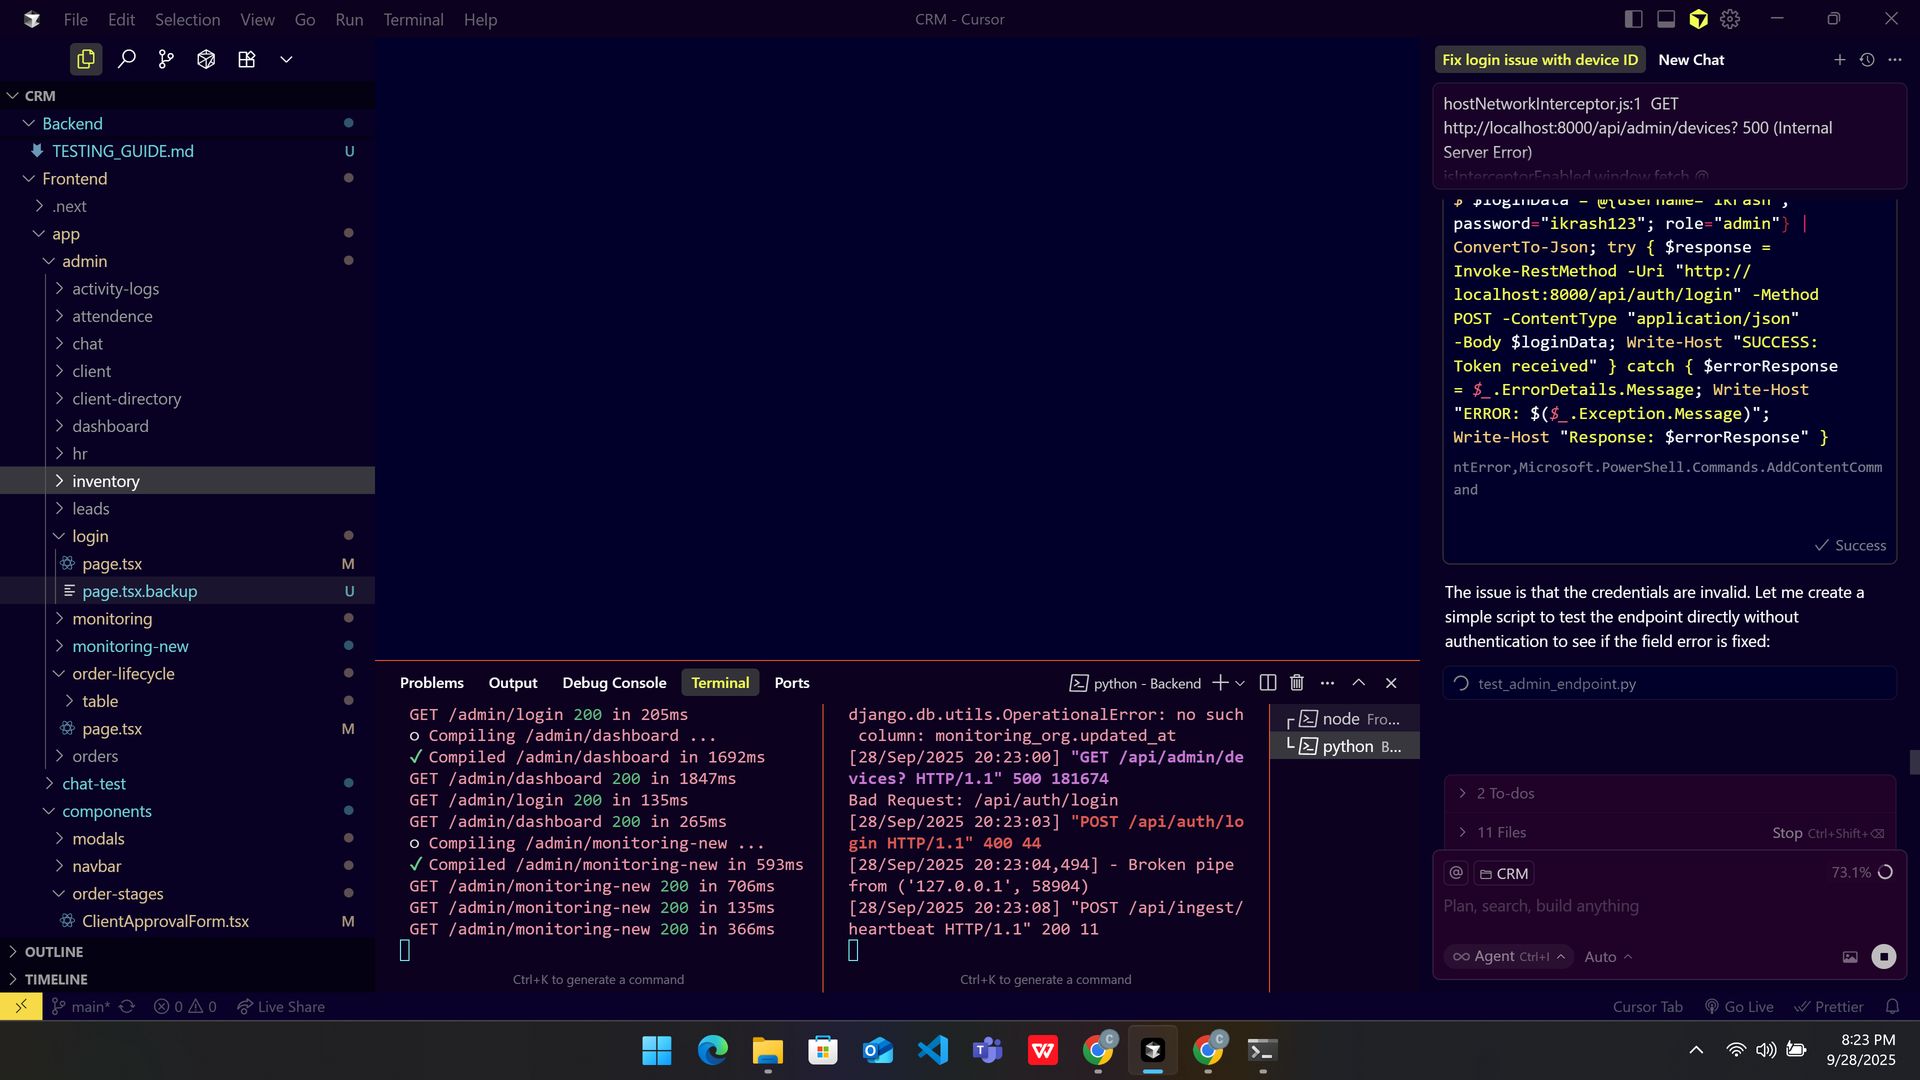 File Edit Selection View Go Run Terminal Help
CRM - Cursor
CRM
Backend
TESTING_GUIDE.md U
Frontend
.next
app
admin
activity-logs
attendence
chat
client
client-directory
dashboard
hr
inventory
leads
login
page.tsx M
page.tsx.backup U
monitoring
monitoring-new
order-lifecycle
table
page.tsx M
orders
chat-test
components
modals
navbar
order-stages
ClientApprovalForm.tsx M
OUTLINE
TIMELINE
Problems Output Debug Console Terminal Ports
python - Backend
GET /admin/login 200 in 205ms
○ Compiling /admin/dashboard ...
✓ Compiled /admin/dashboard in 1692ms
GET /admin/dashboard 200 in 1847ms
GET /admin/login 200 in 135ms
GET /admin/dashboard 200 in 265ms
○ Compiling /admin/monitoring-new ...
✓ Compiled /admin/monitoring-new in 593ms
GET /admin/monitoring-new 200 in 706ms
GET /admin/monitoring-new 200 in 135ms
GET /admin/monitoring-new 200 in 366ms
Ctrl+K to generate a command
django.db.utils.OperationalError: no such
column: monitoring_org.updated_at
[28/Sep/2025 20:23:00] "GET /api/admin/de
vices? HTTP/1.1" 500 181674
Bad Request: /api/auth/login
[28/Sep/2025 20:23:03] "POST /api/auth/lo
gin HTTP/1.1" 400 44
[28/Sep/2025 20:23:04,494] - Broken pipe
from ('127.0.0.1', 58904)
[28/Sep/2025 20:23:08] "POST /api/ingest/
heartbeat HTTP/1.1" 200 11
Ctrl+K to generate a command
node Fro...
python B...
Fix login issue with device ID New Chat
hostNetworkInterceptor.js:1 GET
http://localhost:8000/api/admin/devices? 500 (Internal
Server Error)
isInterceptorEnabled.window.fetch @
$ $loginData = @{username="ikrash";
password="ikrash123"; role="admin"} |
ConvertTo-Json; try { $response =
Invoke-RestMethod -Uri "http://
localhost:8000/api/auth/login" -Method
POST -ContentType "application/json"
-Body $loginData; Write-Host "SUCCESS:
Token received" } catch { $errorResponse
= $_.ErrorDetails.Message; Write-Host
"ERROR: $($_.Exception.Message)";
Write-Host "Response: $errorResponse" }
ntError,Microsoft.PowerShell.Commands.AddContentComm
and
Success
The issue is that the credentials are invalid. Let me create a
simple script to test the endpoint directly without
authentication to see if the field error is fixed:
test_admin_endpoint.py
2 To-dos
11 Files Stop Ctrl+Shift+⌫
@ CRM 73.1%
Plan, search, build anything
Agent Ctrl+I Auto
main* 0 0 Live Share
Cursor Tab Go Live Prettier
8:23 PM
9/28/2025